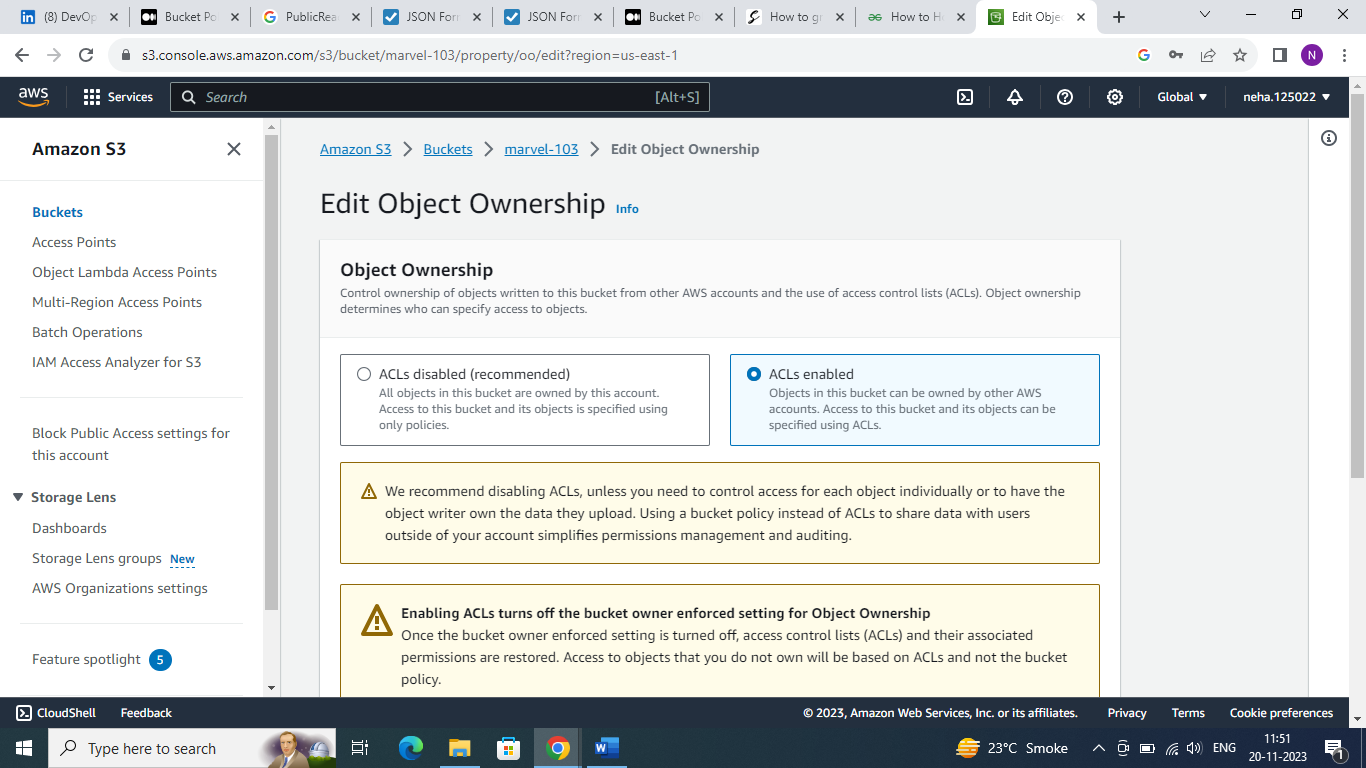 (8) DevOp
Bucket Po
PublicRea
JSON Form
JSON Form
Bucket Po
How to gr
How to Ho
Edit Objec
s3.console.aws.amazon.com/s3/bucket/marvel-103/property/oo/edit?region=us-east-1
N
aws
Services
Search
[Alt+S]
Global
neha.125022
Amazon S3
Buckets
Access Points
Object Lambda Access Points
Multi-Region Access Points
Batch Operations
IAM Access Analyzer for S3
Block Public Access settings for
this account
Storage Lens
Dashboards
Storage Lens groups New
AWS Organizations settings
Feature spotlight 5
Amazon S3 > Buckets > marvel-103 > Edit Object Ownership
Edit Object Ownership Info
Object Ownership
Control ownership of objects written to this bucket from other AWS accounts and the use of access control lists (ACLs). Object ownership
determines who can specify access to objects.
ACLs disabled (recommended)
All objects in this bucket are owned by this account.
Access to this bucket and its objects is specified using
only policies.
ACLs enabled
Objects in this bucket can be owned by other AWS
accounts. Access to this bucket and its objects can be
specified using ACLs.
We recommend disabling ACLs, unless you need to control access for each object individually or to have the
object writer own the data they upload. Using a bucket policy instead of ACLs to share data with users
outside of your account simplifies permissions management and auditing.
Enabling ACLs turns off the bucket owner enforced setting for Object Ownership
Once the bucket owner enforced setting is turned off, access control lists (ACLs) and their associated
permissions are restored. Access to objects that you do not own will be based on ACLs and not the bucket
policy.
CloudShell
Feedback
© 2023, Amazon Web Services, Inc. or its affiliates.
Privacy
Terms
Cookie preferences
Type here to search
23°C Smoke
ENG
11:51
20-11-2023
1